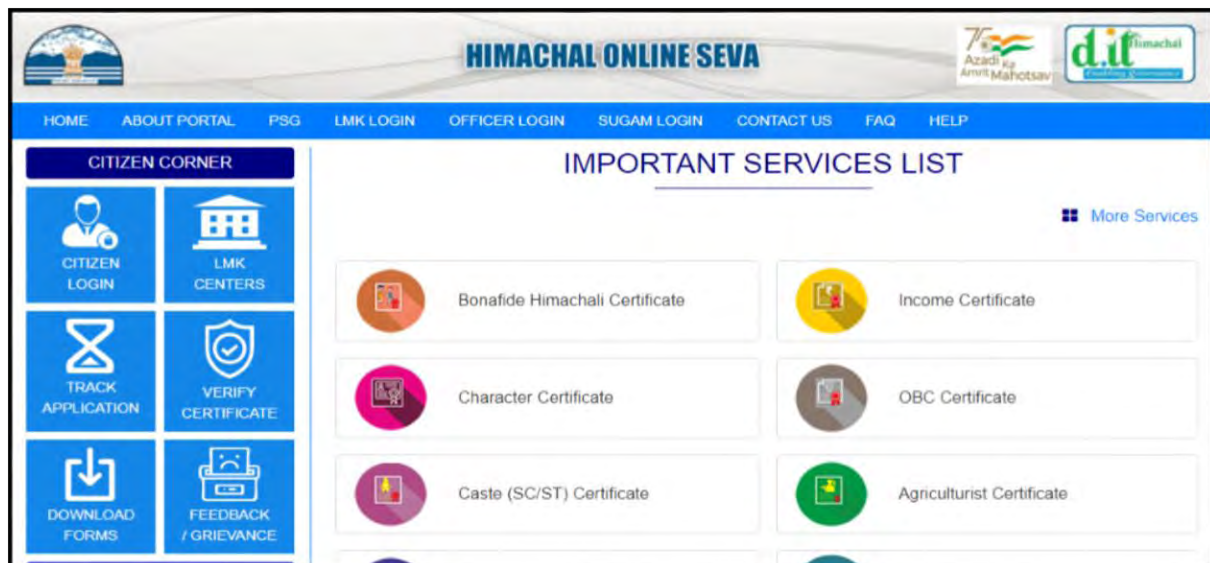 HIMACHAL ONLINE SEVA
75
Azadi Ka
Amrit Mahotsav
d.it Himachal
Enabling Governance
HOME ABOUT PORTAL PSG LMK LOGIN OFFICER LOGIN SUGAM LOGIN CONTACT US FAQ HELP
CITIZEN CORNER
CITIZEN
LOGIN
LMK
CENTERS
TRACK
APPLICATION
VERIFY
CERTIFICATE
DOWNLOAD
FORMS
FEEDBACK
/ GRIEVANCE
IMPORTANT SERVICES LIST
More Services
Bonafide Himachali Certificate
Income Certificate
Character Certificate
OBC Certificate
Caste (SC/ST) Certificate
Agriculturist Certificate